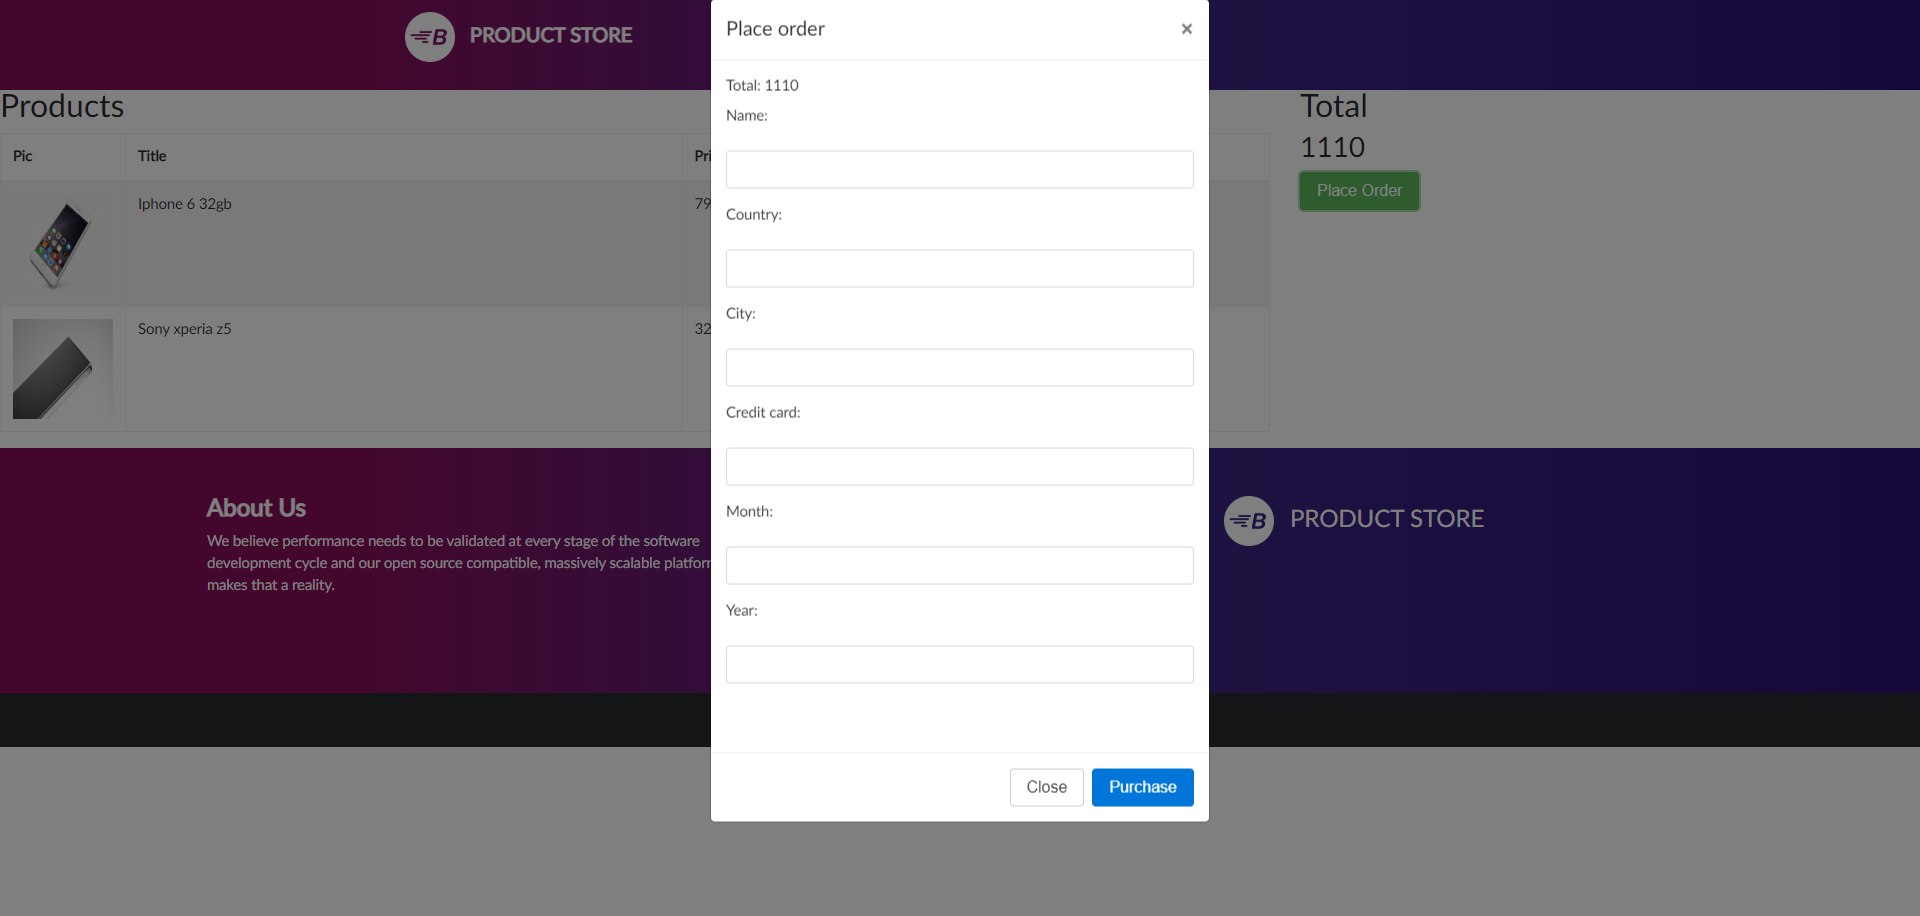 B PRODUCT STORE
Products
Pic Title Pri
Iphone 6 32gb 79
Sony xperia z5 32
Total
1110
Place Order
Place order ×
Total: 1110
Name:
Country:
City:
Credit card:
Month:
Year:
Close Purchase
About Us
We believe performance needs to be validated at every stage of the software
development cycle and our open source compatible, massively scalable platfor
makes that a reality.
B PRODUCT STORE